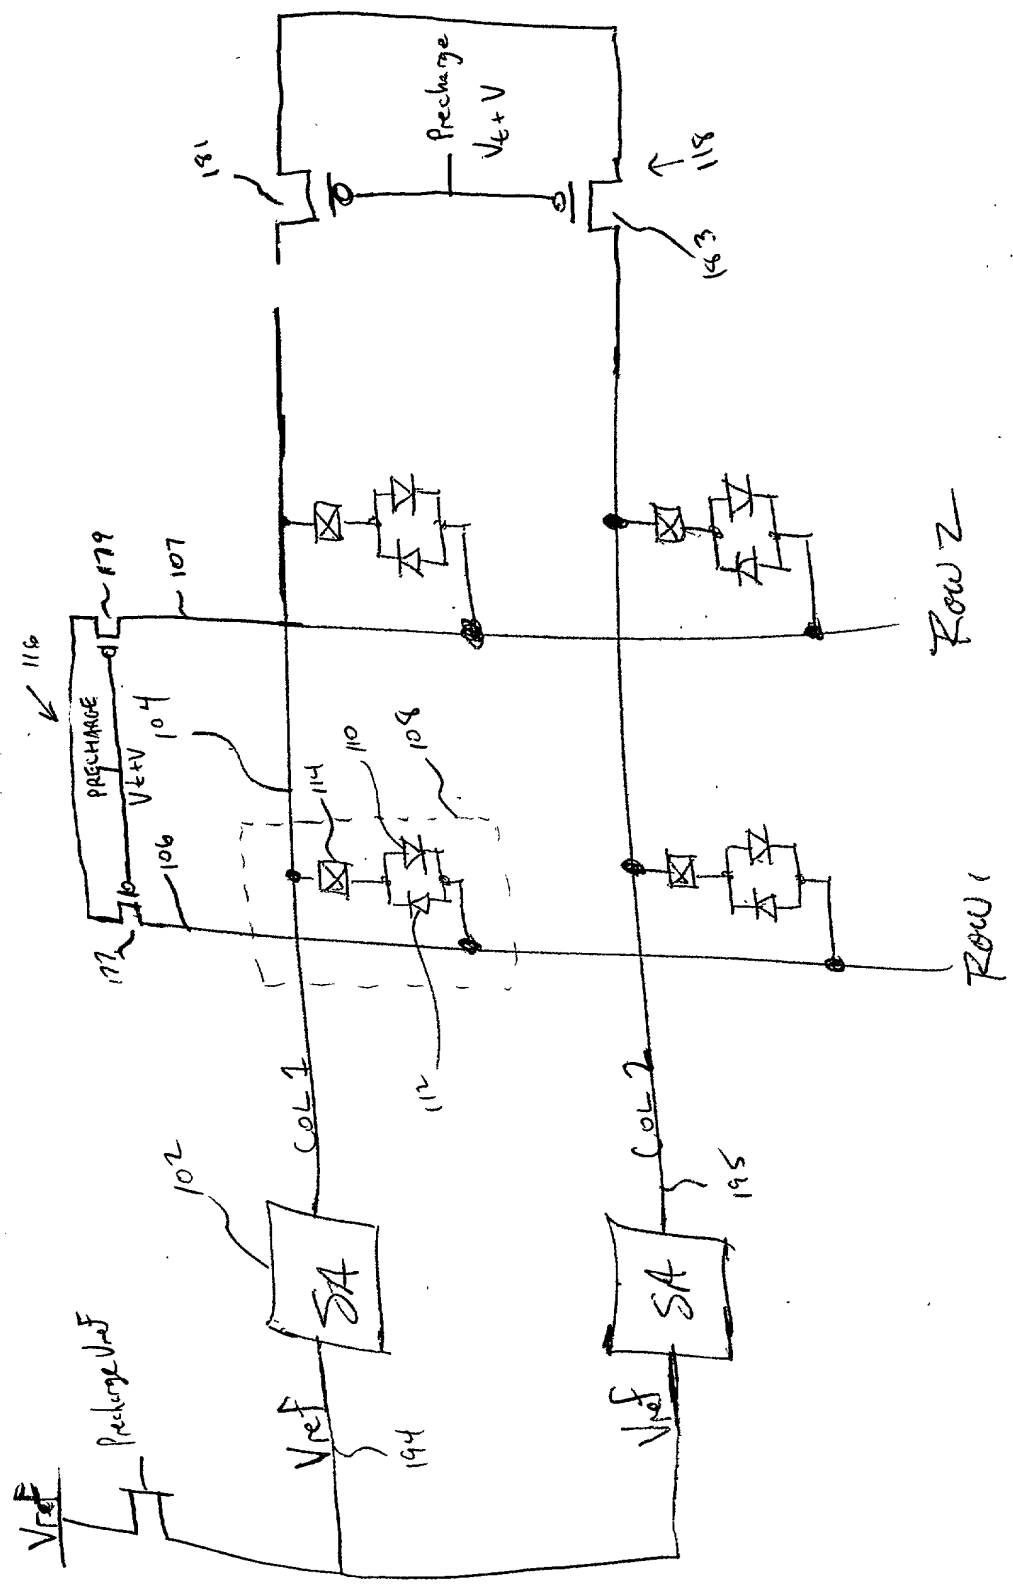 Vref
Precharge Vref
Vref
194
Vref
102
SA
SA
COL 1
COL 2
195
112
177
106
PRECHARGE
Vt+V
116
179
107
104
114
110
108
Row 1
Row 2
181
Precharge
Vt+V
118
183